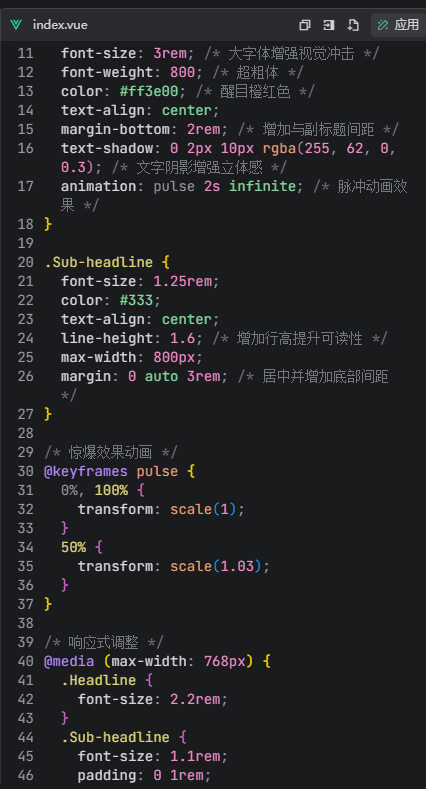 index.vue
应用
11 font-size: 3rem; /* 大字体增强视觉冲击 */
12 font-weight: 800; /* 超粗体 */
13 color: #ff3e00; /* 醒目橙红色 */
14 text-align: center;
15 margin-bottom: 2rem; /* 增加与副标题间距 */
16 text-shadow: 0 2px 10px rgba(255, 62, 0,
0.3); /* 文字阴影增强立体感 */
17 animation: pulse 2s infinite; /* 脉冲动画效
果 */
18 }
19
20 .Sub-headline {
21 font-size: 1.25rem;
22 color: #333;
23 text-align: center;
24 line-height: 1.6; /* 增加行高提升可读性 */
25 max-width: 800px;
26 margin: 0 auto 3rem; /* 居中并增加底部间距
*/
27 }
28
29 /* 惊爆效果动画 */
30 @keyframes pulse {
31 0%, 100% {
32 transform: scale(1);
33 }
34 50% {
35 transform: scale(1.03);
36 }
37 }
38
39 /* 响应式调整 */
40 @media (max-width: 768px) {
41 .Headline {
42 font-size: 2.2rem;
43 }
44 .Sub-headline {
45 font-size: 1.1rem;
46 padding: 0 1rem;